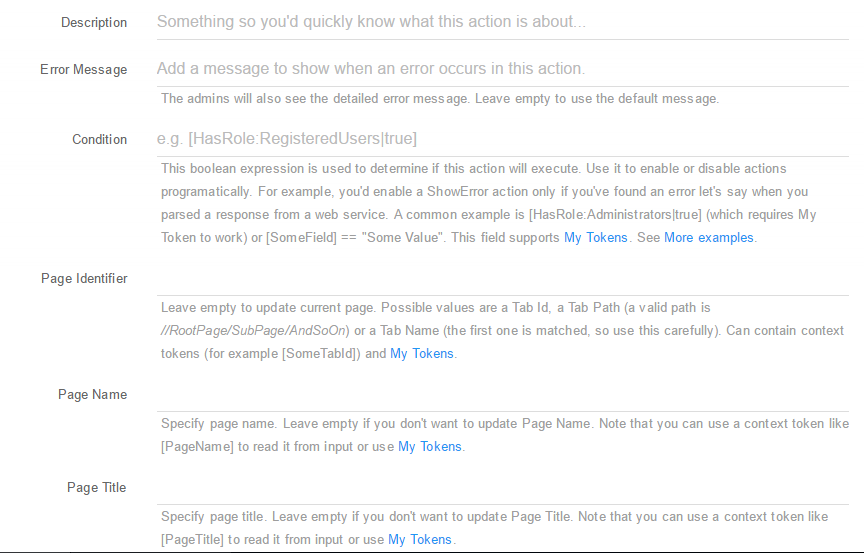 Description Something so you'd quickly know what this action is about...
Error Message Add a message to show when an error occurs in this action.
The admins will also see the detailed error message. Leave empty to use the default message.
Condition e.g. [HasRole:RegisteredUsers|true]
This boolean expression is used to determine if this action will execute. Use it to enable or disable actions
programatically. For example, you'd enable a ShowError action only if you've found an error let's say when you
parsed a response from a web service. A common example is [HasRole:Administrators|true] (which requires My
Token to work) or [SomeField] == "Some Value". This field supports My Tokens. See More examples.
Page Identifier
Leave empty to update current page. Possible values are a Tab Id, a Tab Path (a valid path is
//RootPage/SubPage/AndSoOn) or a Tab Name (the first one is matched, so use this carefully). Can contain context
tokens (for example [SomeTabId]) and My Tokens.
Page Name
Specify page name. Leave empty if you don't want to update Page Name. Note that you can use a context token like
[PageName] to read it from input or use My Tokens.
Page Title
Specify page title. Leave empty if you don't want to update Page Title. Note that you can use a context token like
[PageTitle] to read it from input or use My Tokens.